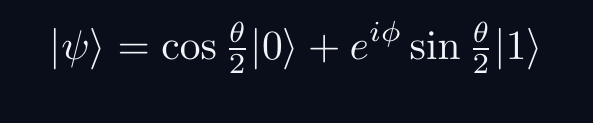 |ψ⟩ = cos θ/2 |0⟩ + e^{iϕ} sin θ/2 |1⟩